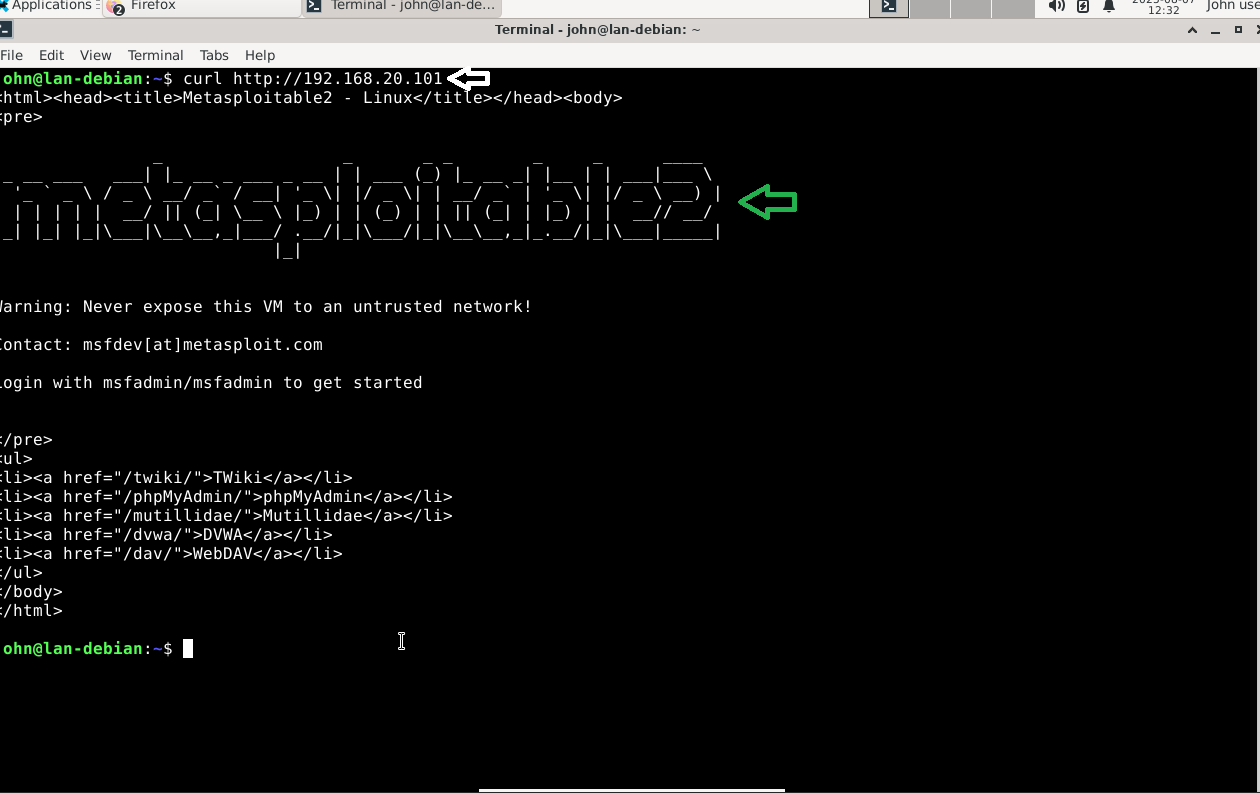 Applications
Firefox
2
Terminal - john@lan-de...
12:32
John use
Terminal - john@lan-debian: ~
File Edit View Terminal Tabs Help
ohn@lan-debian:~$ curl http://192.168.20.101
<html><head><title>Metasploitable2 - Linux</title></head><body>
<pre>
metasploitable2
Warning: Never expose this VM to an untrusted network!
Contact: msfdev[at]metasploit.com
Login with msfadmin/msfadmin to get started
</pre>
<ul>
<li><a href="/twiki/">TWiki</a></li>
<li><a href="/phpMyAdmin/">phpMyAdmin</a></li>
<li><a href="/mutillidae/">Mutillidae</a></li>
<li><a href="/dvwa/">DVWA</a></li>
<li><a href="/dav/">WebDAV</a></li>
</ul>
</body>
</html>
ohn@lan-debian:~$